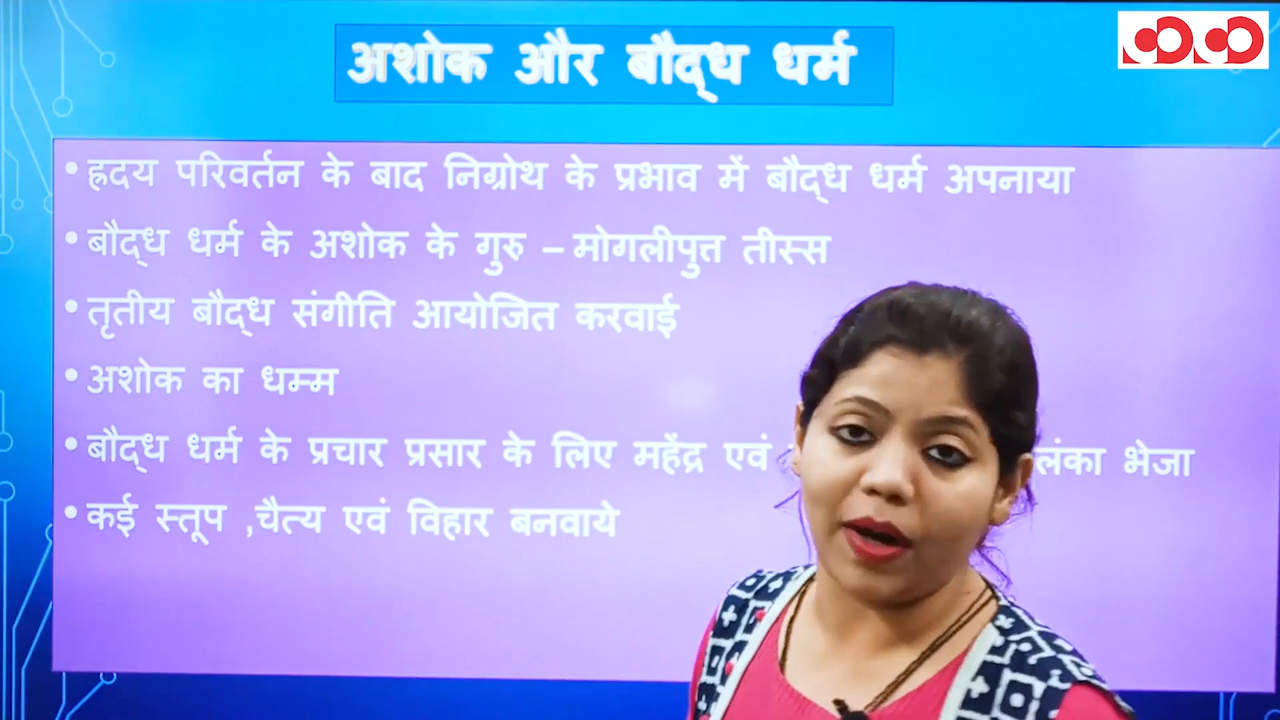 अशोक और बौद्ध धर्म
• ह्रदय परिवर्तन के बाद निग्रोथ के प्रभाव में बौद्ध धर्म अपनाया
• बौद्ध धर्म के अशोक के गुरु – मोगलीपुत्त तीस्स
• तृतीय बौद्ध संगीति आयोजित करवाई
• अशोक का धम्म
• बौद्ध धर्म के प्रचार प्रसार के लिए महेंद्र एवं लंका भेजा
• कई स्तूप ,चैत्य एवं विहार बनवाये